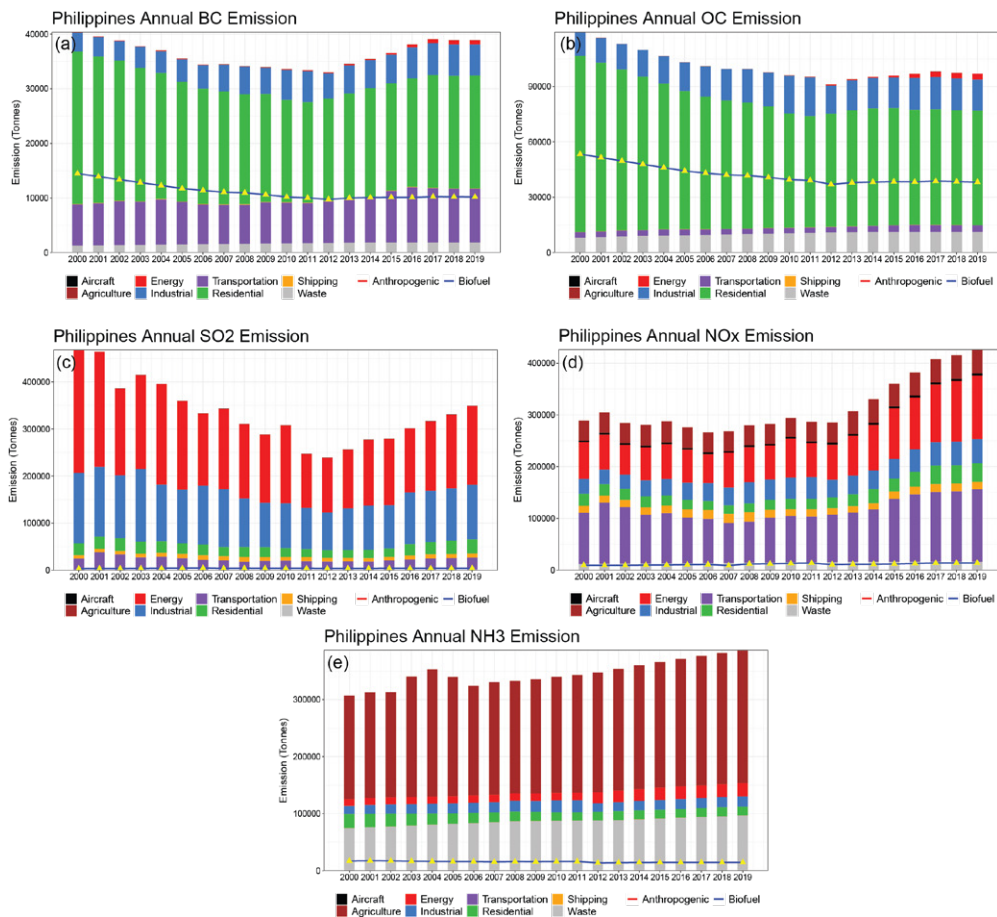 Philippines Annual BC Emission
(a)
Emission (Tonnes)
40000
30000
20000
10000
0
2000 2001 2002 2003 2004 2005 2006 2007 2008 2009 2010 2011 2012 2013 2014 2015 2016 2017 2018 2019
Aircraft Energy Transportation Shipping Anthropogenic Biofuel
Agriculture Industrial Residential Waste
Philippines Annual OC Emission
(b)
Emission (Tonnes)
90000
60000
30000
0
2000 2001 2002 2003 2004 2005 2006 2007 2008 2009 2010 2011 2012 2013 2014 2015 2016 2017 2018 2019
Aircraft Energy Transportation Shipping Anthropogenic Biofuel
Agriculture Industrial Residential Waste
Philippines Annual SO2 Emission
(c)
Emission (Tonnes)
400000
300000
200000
100000
0
2000 2001 2002 2003 2004 2005 2006 2007 2008 2009 2010 2011 2012 2013 2014 2015 2016 2017 2018 2019
Aircraft Energy Transportation Shipping Anthropogenic Biofuel
Agriculture Industrial Residential Waste
Philippines Annual NOx Emission
(d)
Emission (Tonnes)
400000
300000
200000
100000
0
2000 2001 2002 2003 2004 2005 2006 2007 2008 2009 2010 2011 2012 2013 2014 2015 2016 2017 2018 2019
Aircraft Energy Transportation Shipping Anthropogenic Biofuel
Agriculture Industrial Residential Waste
Philippines Annual NH3 Emission
(e)
Emission (Tonnes)
300000
200000
100000
0
2000 2001 2002 2003 2004 2005 2006 2007 2008 2009 2010 2011 2012 2013 2014 2015 2016 2017 2018 2019
Aircraft Energy Transportation Shipping Anthropogenic Biofuel
Agriculture Industrial Residential Waste